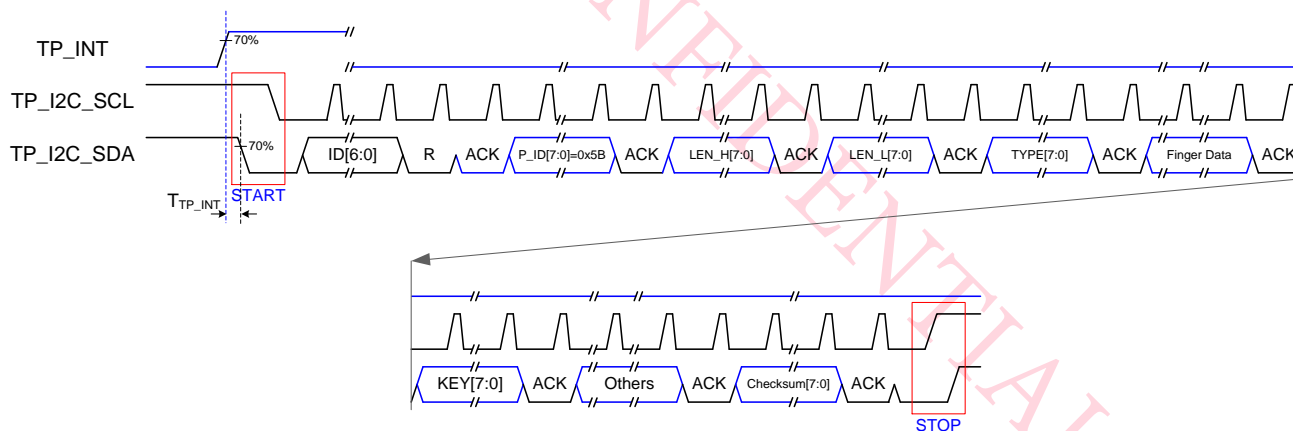 TP_INT
70%
TP_I2C_SCL
TP_I2C_SDA
70%
ID[6:0] R ACK P_ID[7:0]=0x5B ACK LEN_H[7:0] ACK LEN_L[7:0] ACK TYPE[7:0] ACK Finger Data ACK
START
TTP_INT
KEY[7:0] ACK Others ACK Checksum[7:0] ACK
STOP
NFIDENTIAL